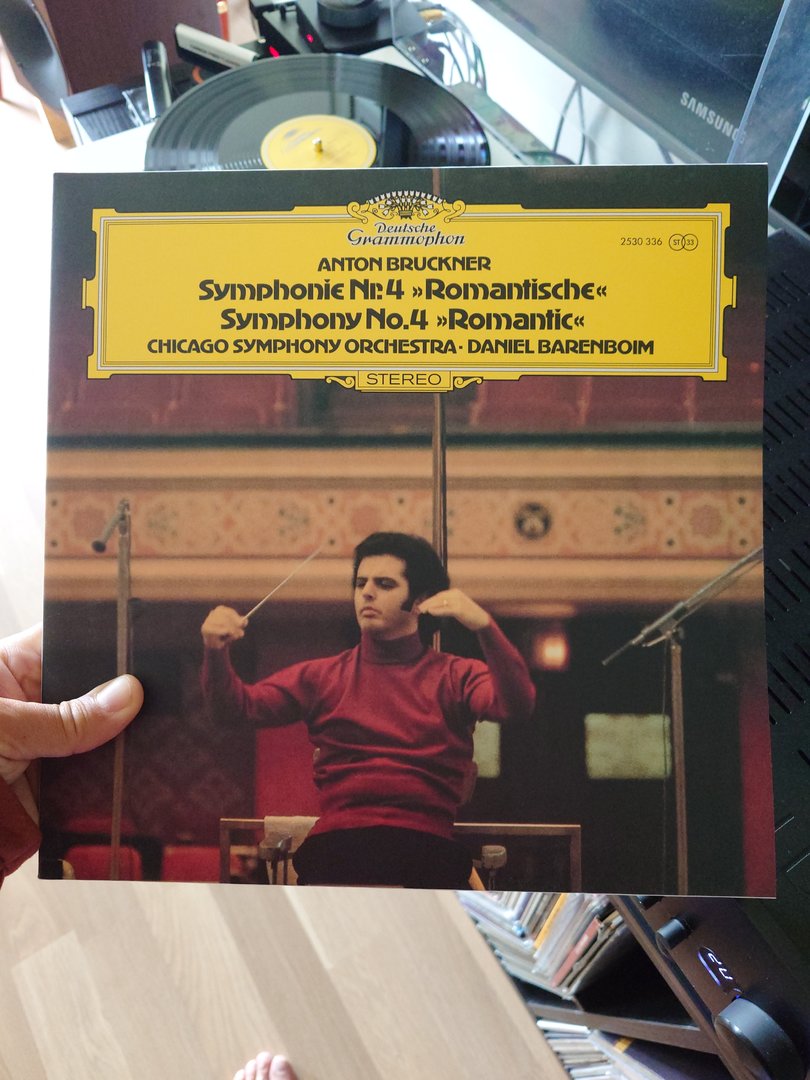 SAMSUNG
Deutsche
Grammophon
2530 336 ST 33
ANTON BRUCKNER
Symphonie Nr. 4 »Romantische«
Symphony No. 4 »Romantic«
CHICAGO SYMPHONY ORCHESTRA · DANIEL BARENBOIM
STEREO